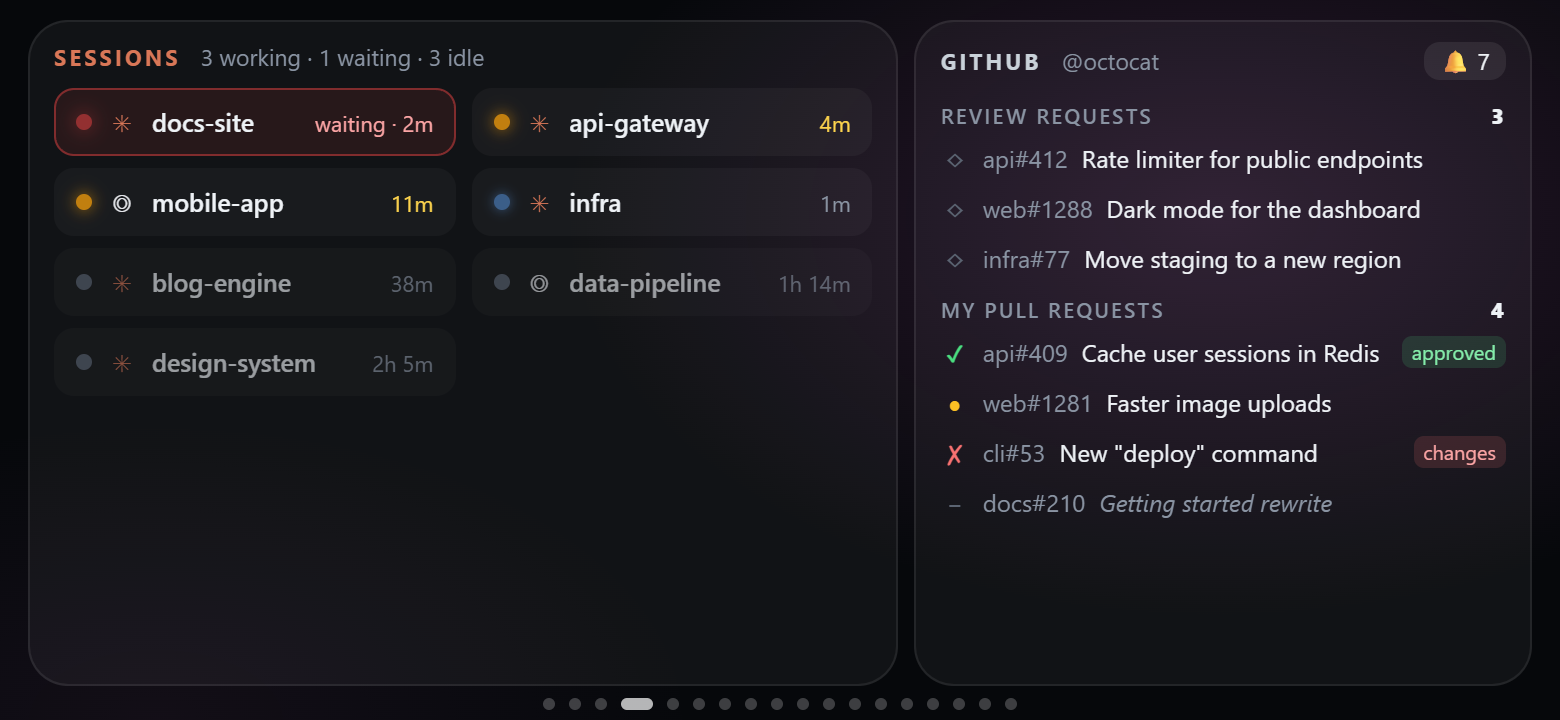 SESSIONS 3 working · 1 waiting · 3 idle
docs-site waiting · 2m
api-gateway 4m
mobile-app 11m
infra 1m
blog-engine 38m
data-pipeline 1h 14m
design-system 2h 5m
GITHUB @octocat 7
REVIEW REQUESTS 3
api#412 Rate limiter for public endpoints
web#1288 Dark mode for the dashboard
infra#77 Move staging to a new region
MY PULL REQUESTS 4
api#409 Cache user sessions in Redis approved
web#1281 Faster image uploads
cli#53 New "deploy" command changes
docs#210 Getting started rewrite